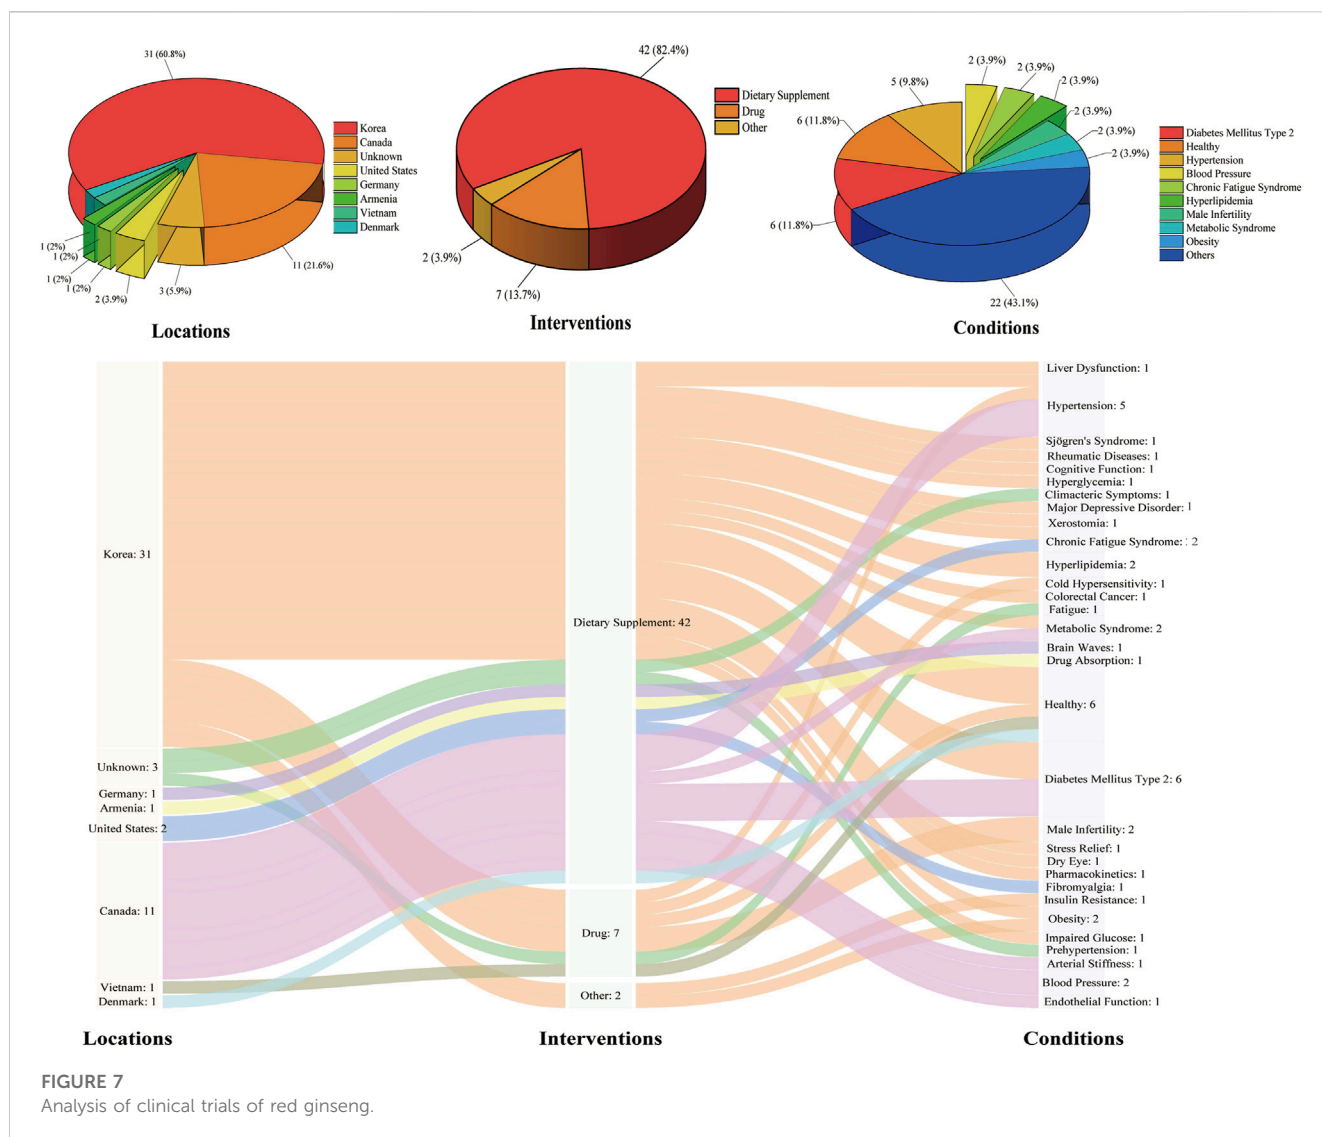 31 (60.8%)
11 (21.6%)
3 (5.9%)
2 (3.9%)
1 (2%)
1 (2%)
1 (2%)
1 (2%)
Korea
Canada
Unknown
United States
Germany
Armenia
Vietnam
Denmark
Locations
42 (82.4%)
7 (13.7%)
2 (3.9%)
Dietary Supplement
Drug
Other
Interventions
2 (3.9%)
2 (3.9%)
2 (3.9%)
2 (3.9%)
2 (3.9%)
2 (3.9%)
5 (9.8%)
6 (11.8%)
6 (11.8%)
22 (43.1%)
Diabetes Mellitus Type 2
Healthy
Hypertension
Blood Pressure
Chronic Fatigue Syndrome
Hyperlipidemia
Male Infertility
Metabolic Syndrome
Obesity
Others
Conditions
Korea: 31
Unknown: 3
Germany: 1
Armenia: 1
United States: 2
Canada: 11
Vietnam: 1
Denmark: 1
Locations
Dietary Supplement: 42
Drug: 7
Other: 2
Interventions
Liver Dysfunction: 1
Hypertension: 5
Sjögren's Syndrome: 1
Rheumatic Diseases: 1
Cognitive Function: 1
Hyperglycemia: 1
Climacteric Symptoms: 1
Major Depressive Disorder: 1
Xerostomia: 1
Chronic Fatigue Syndrome: 2
Hyperlipidemia: 2
Cold Hypersensitivity: 1
Colorectal Cancer: 1
Fatigue: 1
Metabolic Syndrome: 2
Brain Waves: 1
Drug Absorption: 1
Healthy: 6
Diabetes Mellitus Type 2: 6
Male Infertility: 2
Stress Relief: 1
Dry Eye: 1
Pharmacokinetics: 1
Fibromyalgia: 1
Insulin Resistance: 1
Obesity: 2
Impaired Glucose: 1
Prehypertension: 1
Arterial Stiffness: 1
Blood Pressure: 2
Endothelial Function: 1
Conditions
FIGURE 7
Analysis of clinical trials of red ginseng.